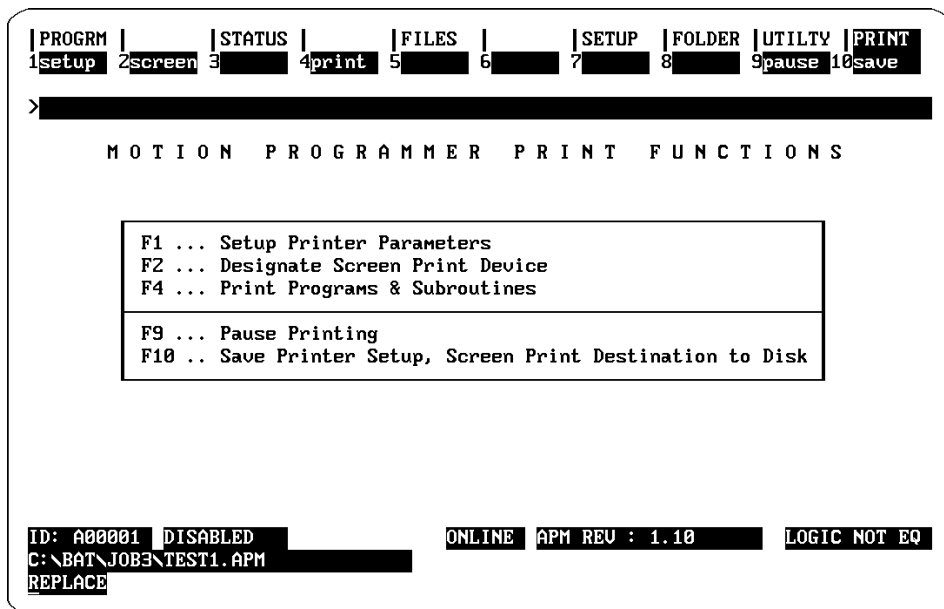 |PROGRM | |STATUS | |FILES | |SETUP |FOLDER |UTILTY |PRINT
1setup 2screen 3 4print 5 6 7 8 9pause 10save
>
MOTION PROGRAMMER PRINT FUNCTIONS
F1 ... Setup Printer Parameters
F2 ... Designate Screen Print Device
F4 ... Print Programs & Subroutines
F9 ... Pause Printing
F10 .. Save Printer Setup, Screen Print Destination to Disk
ID: A00001 DISABLED ONLINE APM REV : 1.10 LOGIC NOT EQ
C:\BAT\JOB3\TEST1.APM
REPLACE